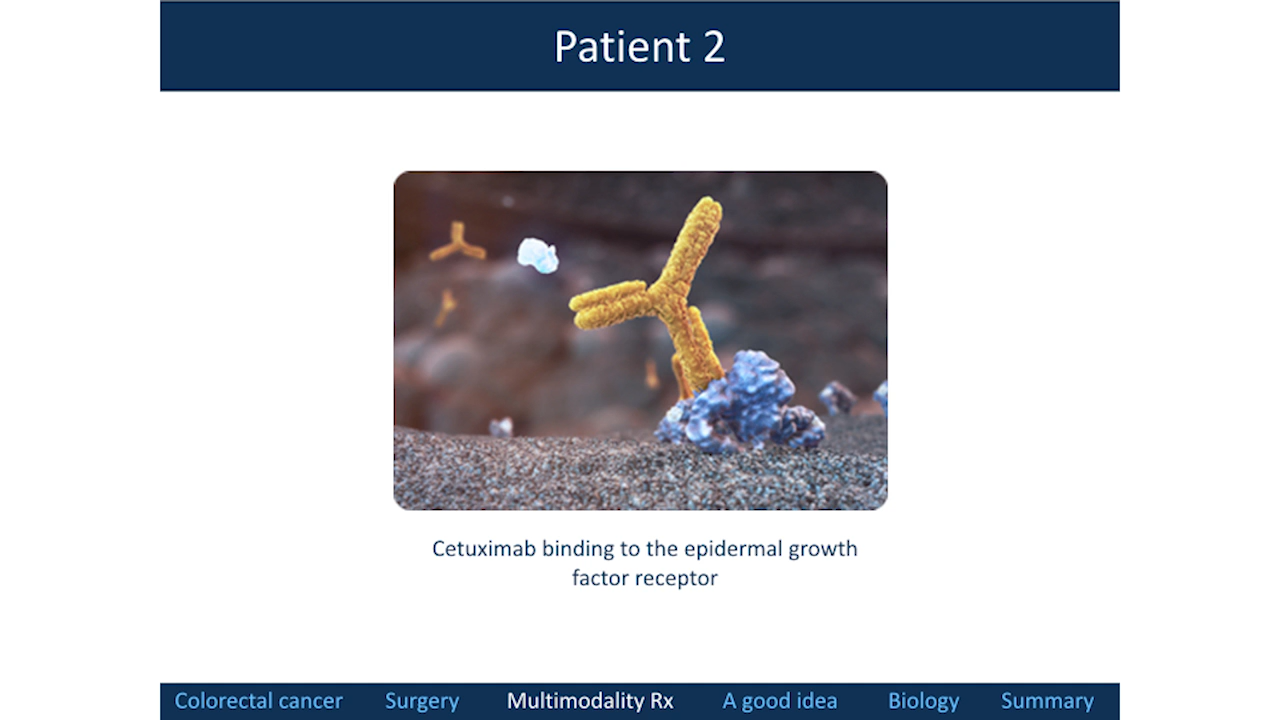 Patient 2
Cetuximab binding to the epidermal growth
factor receptor
Colorectal cancer Surgery Multimodality Rx A good idea Biology Summary